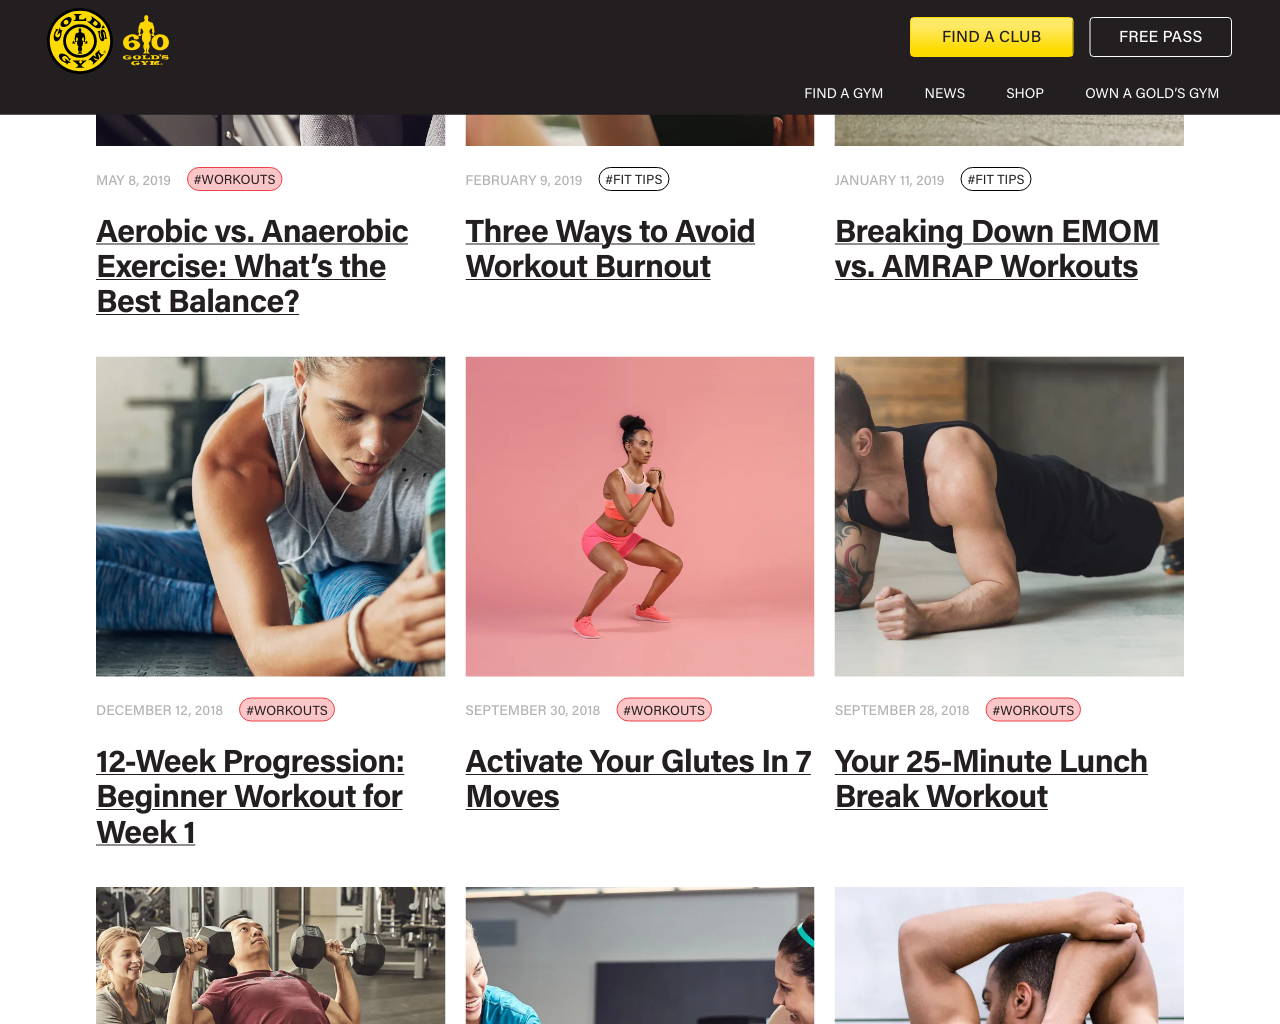 GOLD'S GYM
60
GOLD'S
GYM
FIND A CLUB
FREE PASS
FIND A GYM
NEWS
SHOP
OWN A GOLD’S GYM
MAY 8, 2019
#WORKOUTS
Aerobic vs. Anaerobic
Exercise: What’s the
Best Balance?
FEBRUARY 9, 2019
#FIT TIPS
Three Ways to Avoid
Workout Burnout
JANUARY 11, 2019
#FIT TIPS
Breaking Down EMOM
vs. AMRAP Workouts
DECEMBER 12, 2018
#WORKOUTS
12-Week Progression:
Beginner Workout for
Week 1
SEPTEMBER 30, 2018
#WORKOUTS
Activate Your Glutes In 7
Moves
SEPTEMBER 28, 2018
#WORKOUTS
Your 25-Minute Lunch
Break Workout